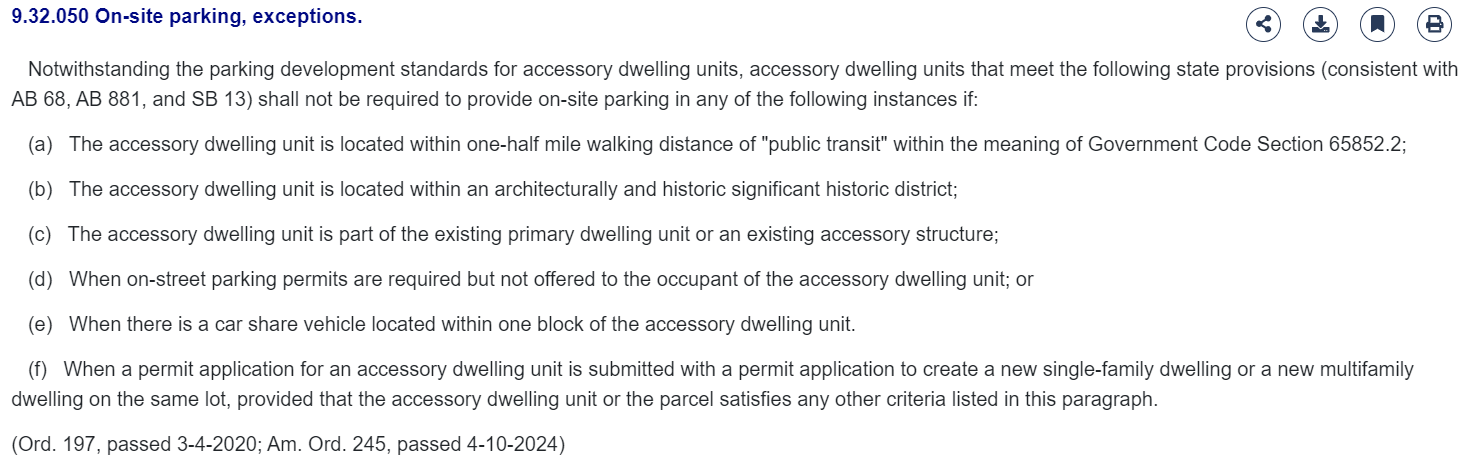 9.32.050 On-site parking, exceptions.
Notwithstanding the parking development standards for accessory dwelling units, accessory dwelling units that meet the following state provisions (consistent with
AB 68, AB 881, and SB 13) shall not be required to provide on-site parking in any of the following instances if:
(a) The accessory dwelling unit is located within one-half mile walking distance of "public transit" within the meaning of Government Code Section 65852.2;
(b) The accessory dwelling unit is located within an architecturally and historic significant historic district;
(c) The accessory dwelling unit is part of the existing primary dwelling unit or an existing accessory structure;
(d) When on-street parking permits are required but not offered to the occupant of the accessory dwelling unit; or
(e) When there is a car share vehicle located within one block of the accessory dwelling unit.
(f) When a permit application for an accessory dwelling unit is submitted with a permit application to create a new single-family dwelling or a new multifamily
dwelling on the same lot, provided that the accessory dwelling unit or the parcel satisfies any other criteria listed in this paragraph.
(Ord. 197, passed 3-4-2020; Am. Ord. 245, passed 4-10-2024)